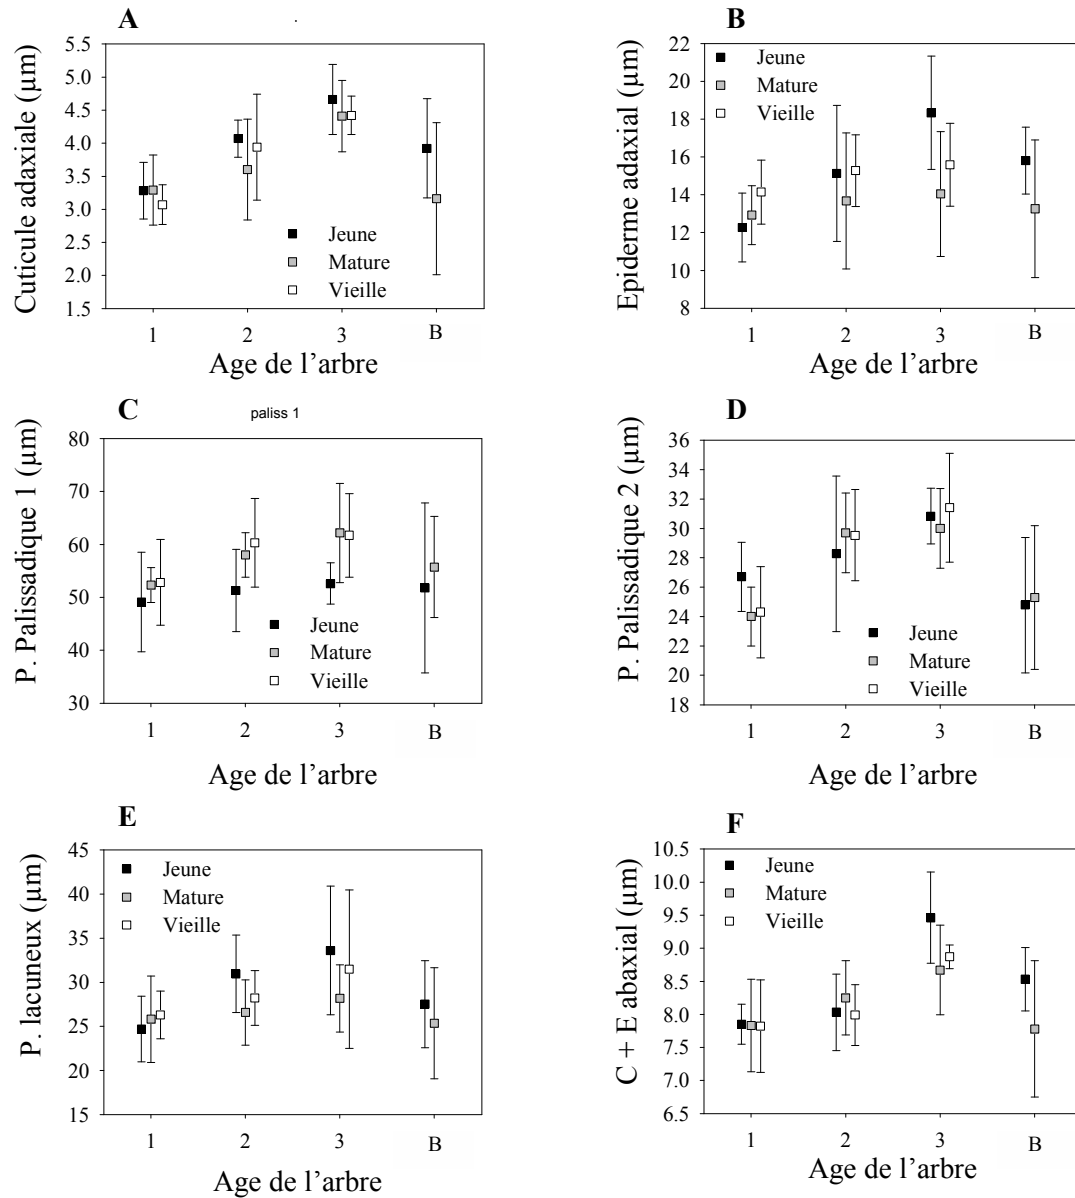 A
Cuticule adaxiale (µm)
5.5
5.0
4.5
4.0
3.5
3.0
2.5
2.0
1.5
Jeune
Mature
Vieille
1 2 3 B
Age de l’arbre
B
Epiderme adaxial (µm)
22
20
18
16
14
12
10
8
Jeune
Mature
Vieille
1 2 3 B
Age de l’arbre
C
paliss 1
P. Palissadique 1 (µm)
80
70
60
50
40
30
Jeune
Mature
Vieille
1 2 3 B
Age de l’arbre
D
P. Palissadique 2 (µm)
36
34
32
30
28
26
24
22
20
18
Jeune
Mature
Vieille
1 2 3 B
Age de l’arbre
E
P. lacuneux (µm)
45
40
35
30
25
20
15
Jeune
Mature
Vieille
1 2 3 B
Age de l’arbre
F
C + E abaxial (µm)
10.5
10.0
9.5
9.0
8.5
8.0
7.5
7.0
6.5
Jeune
Mature
Vieille
1 2 3 B
Age de l’arbre